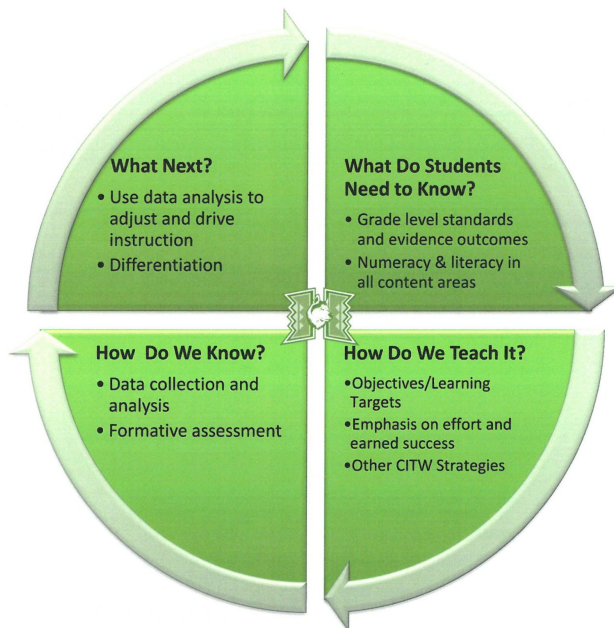 What Next?
• Use data analysis to
adjust and drive
instruction
• Differentiation
What Do Students
Need to Know?
• Grade level standards
and evidence outcomes
• Numeracy & literacy in
all content areas
How Do We Know?
• Data collection and
analysis
• Formative assessment
How Do We Teach It?
•Objectives/Learning
Targets
•Emphasis on effort and
earned success
•Other CITW Strategies